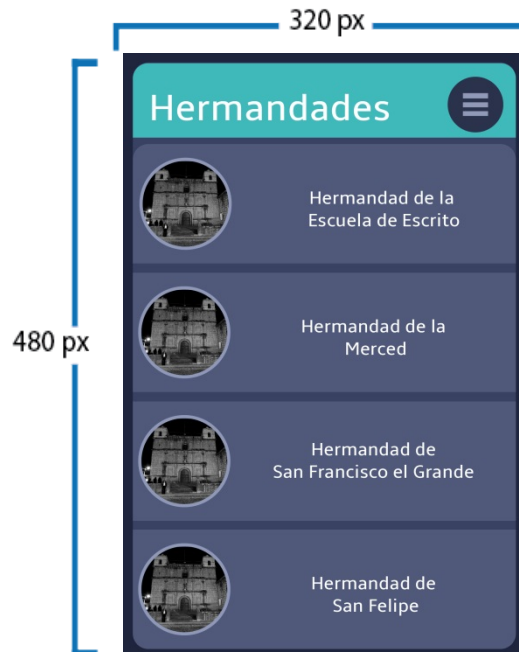 320 px
Hermandades
Hermandad de la
Escuela de Escrito
480 px
Hermandad de la
Merced
Hermandad de
San Francisco el Grande
Hermandad de
San Felipe